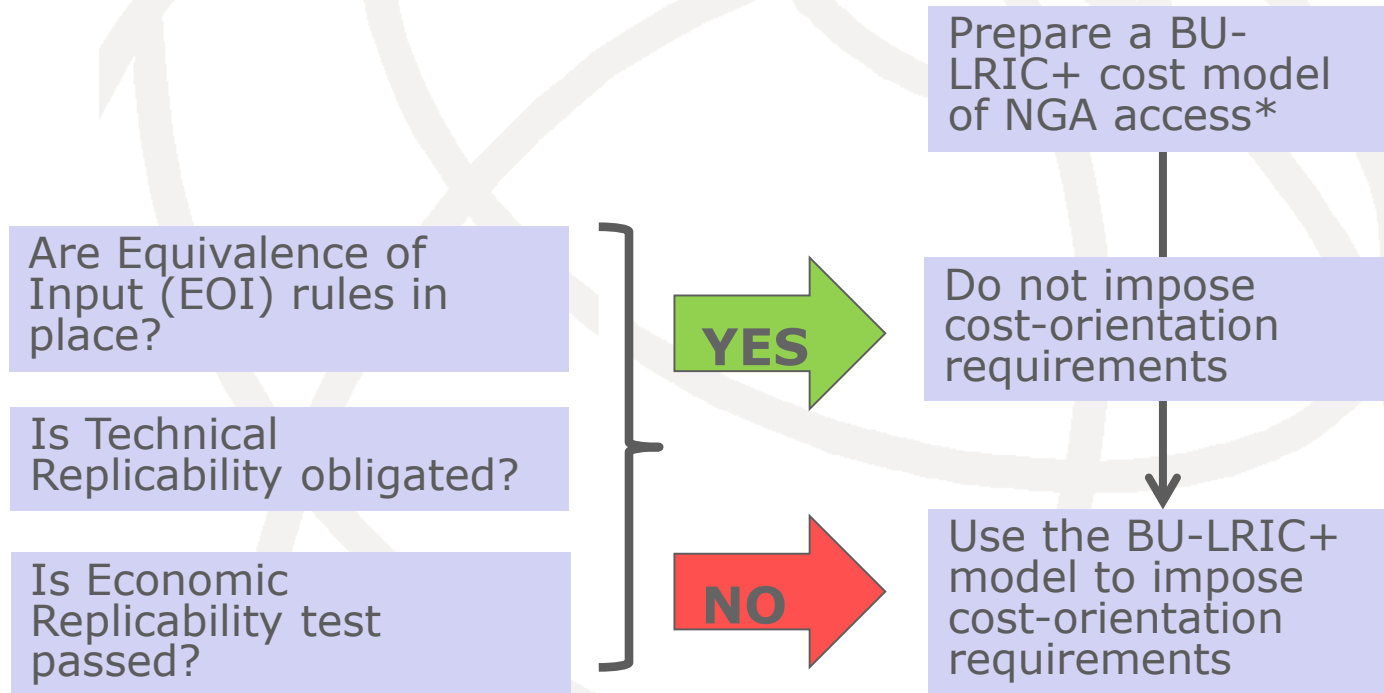 Prepare a BU-
LRIC+ cost model
of NGA access*
Are Equivalence of
Input (EOI) rules in
place?
Is Technical
Replicability obligated?
Is Economic
Replicability test
passed?
YES
NO
Do not impose
cost-orientation
requirements
Use the BU-LRIC+
model to impose
cost-orientation
requirements